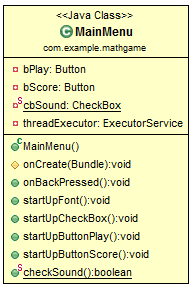 <<Java Class>>
MainMenu
com.example.mathgame
bPlay: Button
bScore: Button
cbSound: CheckBox
threadExecutor: ExecutorService
MainMenu()
onCreate(Bundle):void
onBackPressed():void
startUpFont():void
startUpCheckBox():void
startUpButtonPlay():void
startUpButtonScore():void
checkSound():boolean